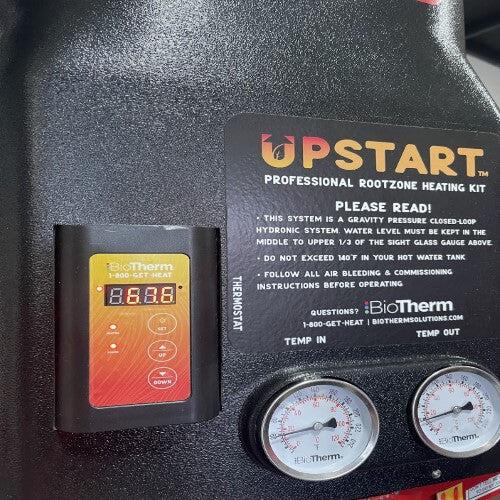 UPSTART™
PROFESSIONAL ROOTZONE HEATING KIT
PLEASE READ!
• THIS SYSTEM IS A GRAVITY PRESSURE CLOSED-LOOP
HYDRONIC SYSTEM. WATER LEVEL MUST BE KEPT IN THE
MIDDLE TO UPPER 1/3 OF THE SIGHT GLASS GAUGE ABOVE.
• DO NOT EXCEED 140°F IN YOUR HOT WATER TANK
• FOLLOW ALL AIR BLEEDING & COMMISSIONING
INSTRUCTIONS BEFORE OPERATING.
QUESTIONS? BioTherm
1-800-GET-HEAT | BIOTHERMSOLUTIONS.COM
TEMP IN TEMP OUT
THERMOSTAT
BioTherm
1-800-GET-HEAT
SET
UP
DOWN
°F
BioTherm
BioTherm